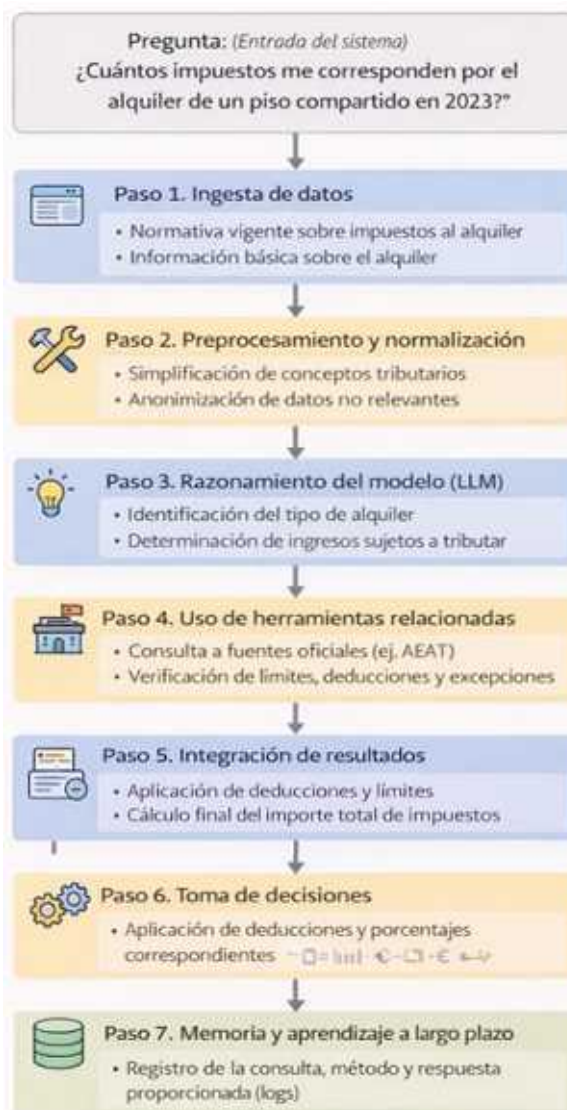 Pregunta: (Entrada del sistema)
¿Cuántos impuestos me corresponden por el
alquiler de un piso compartido en 2023?"
Paso 1. Ingesta de datos
• Normativa vigente sobre impuestos al alquiler
• Información básica sobre el alquiler
Paso 2. Preprocesamiento y normalización
• Simplificación de conceptos tributarios
• Anonimización de datos no relevantes
Paso 3. Razonamiento del modelo (LLM)
• Identificación del tipo de alquiler
• Determinación de ingresos sujetos a tributar
Paso 4. Uso de herramientas relacionadas
• Consulta a fuentes oficiales (ej. AEAT)
• Verificación de límites, deducciones y excepciones
Paso 5. Integración de resultados
• Aplicación de deducciones y límites
• Cálculo final del importe total de impuestos
Paso 6. Toma de decisiones
• Aplicación de deducciones y porcentajes
correspondientes
Paso 7. Memoria y aprendizaje a largo plazo
• Registro de la consulta, método y respuesta
proporcionada (logs)